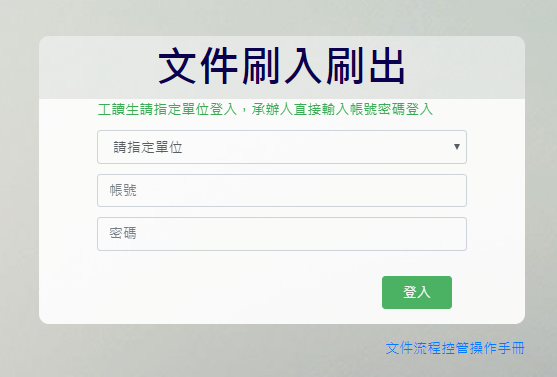 文件刷入刷出
工讀生請指定單位登入，承辦人直接輸入帳號密碼登入
請指定單位
帳號
密碼
登入
文件流程控管操作手冊